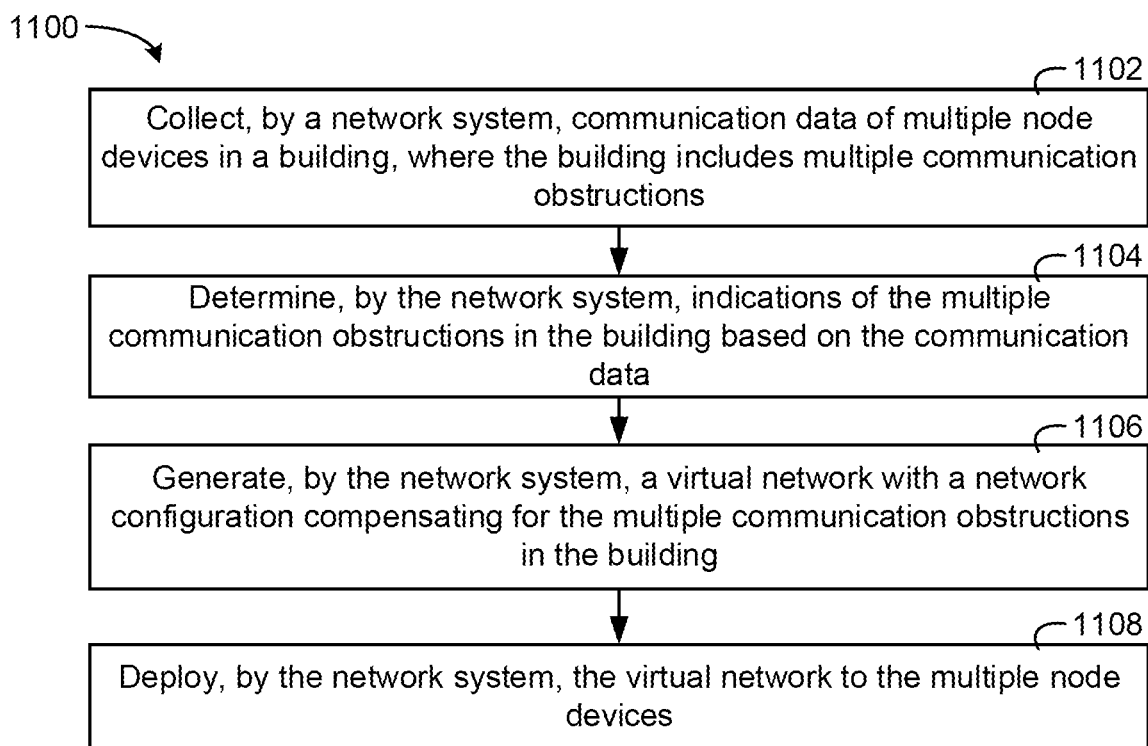 1100
1102
Collect, by a network system, communication data of multiple node
devices in a building, where the building includes multiple communication
obstructions
1104
Determine, by the network system, indications of the multiple
communication obstructions in the building based on the communication
data
1106
Generate, by the network system, a virtual network with a network
configuration compensating for the multiple communication obstructions
in the building
1108
Deploy, by the network system, the virtual network to the multiple node
devices